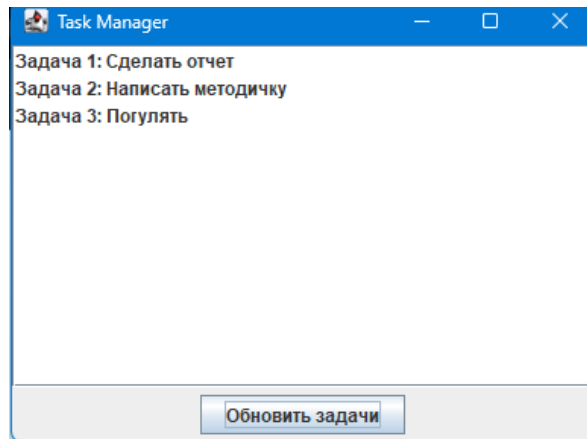 Task Manager
Задача 1: Сделать отчет
Задача 2: Написать методичку
Задача 3: Погулять
Обновить задачи